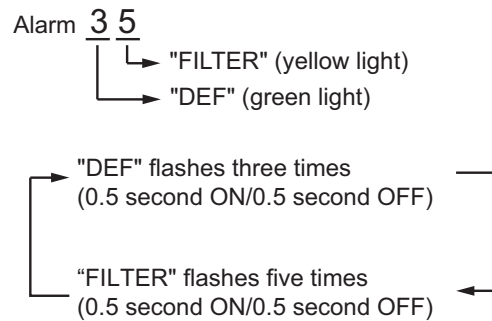 Alarm 3 5
"FILTER" (yellow light)
"DEF" (green light)
"DEF" flashes three times
(0.5 second ON/0.5 second OFF)
“FILTER" flashes five times
(0.5 second ON/0.5 second OFF)